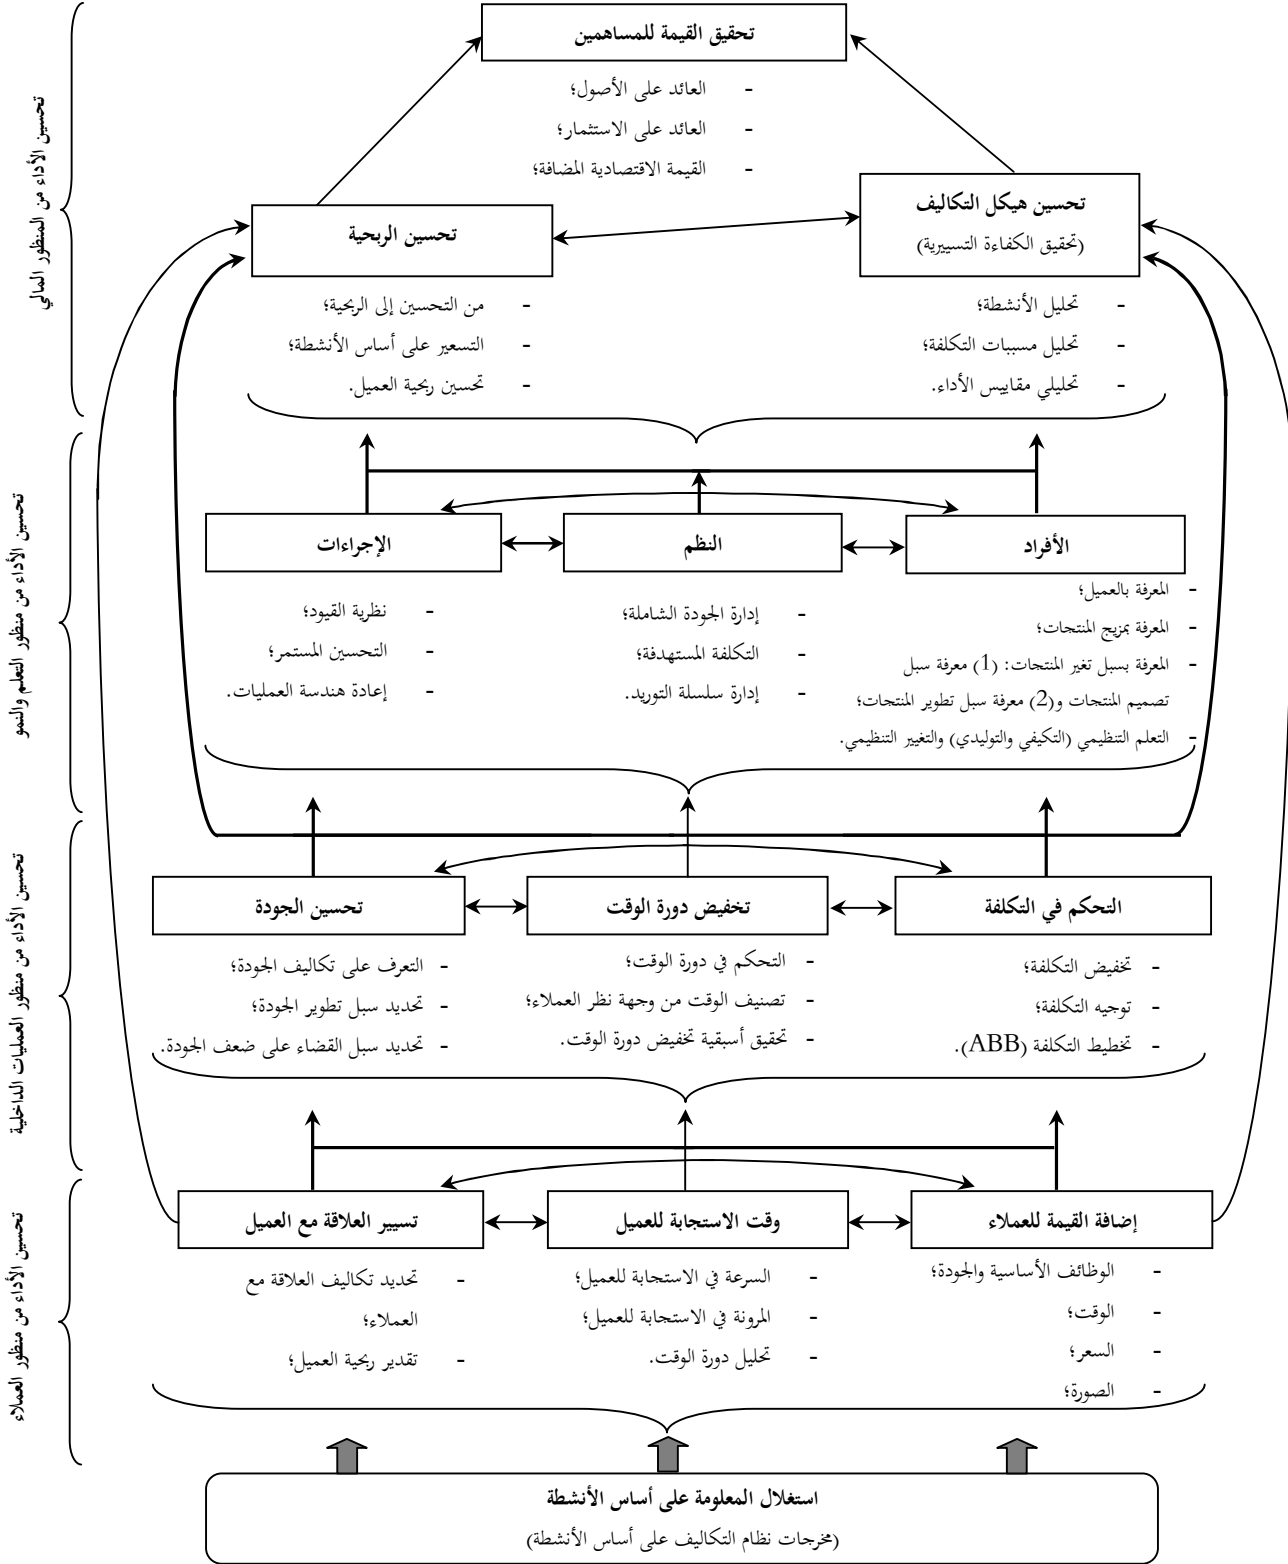 تحقيق القيمة للمساهمين
- العائد على الأصول؛
- العائد على الاستثمار؛
- القيمة الاقتصادية المضافة؛
تحسين هيكل التكاليف
(تحقيق الكفاءة التسييرية)
تحسين الربحية
- تحليل الأنشطة؛
- تحليل مسببات التكلفة؛
- تحليلي مقاييس الأداء.
- من التحسين إلى الربحية؛
- التسعير على أساس الأنشطة؛
- تحسين ربحية العميل.
تحسين الأداء من المنظور المالي
الأفراد
النظم
الإجراءات
- المعرفة بالعميل؛
- المعرفة بمزيج المنتجات؛
- المعرفة بسبل تغير المنتجات: (1) معرفة سبل
تصميم المنتجات و(2) معرفة سبل تطوير المنتجات؛
- التعلم التنظيمي (التكيفي والتوليدي) والتغيير التنظيمي.
- إدارة الجودة الشاملة؛
- التكلفة المستهدفة؛
- إدارة سلسلة التوريد.
- نظرية القيود؛
- التحسين المستمر؛
- إعادة هندسة العمليات.
تحسين الأداء من منظور التعلم والنمو
التحكم في التكلفة
تخفيض دورة الوقت
تحسين الجودة
- تخفيض التكلفة؛
- توجيه التكلفة؛
- تخطيط التكلفة (ABB).
- التحكم في دورة الوقت؛
- تصنيف الوقت من وجهة نظر العملاء؛
- تحقيق أسبقية تخفيض دورة الوقت.
- التعرف على تكاليف الجودة؛
- تحديد سبل تطوير الجودة؛
- تحديد سبل القضاء على ضعف الجودة.
تحسين الأداء من منظور العمليات الداخلية
إضافة القيمة للعملاء
وقت الاستجابة للعميل
تسيير العلاقة مع العميل
- الوظائف الأساسية والجودة؛
- الوقت؛
- السعر؛
- الصورة؛
- السرعة في الاستجابة للعميل؛
- المرونة في الاستجابة للعميل؛
- تحليل دورة الوقت.
- تحديد تكاليف العلاقة مع
العملاء؛
- تقدير ربحية العميل؛
تحسين الأداء من منظور العملاء
استغلال المعلومة على أساس الأنشطة
(مخرجات نظام التكاليف على أساس الأنشطة)